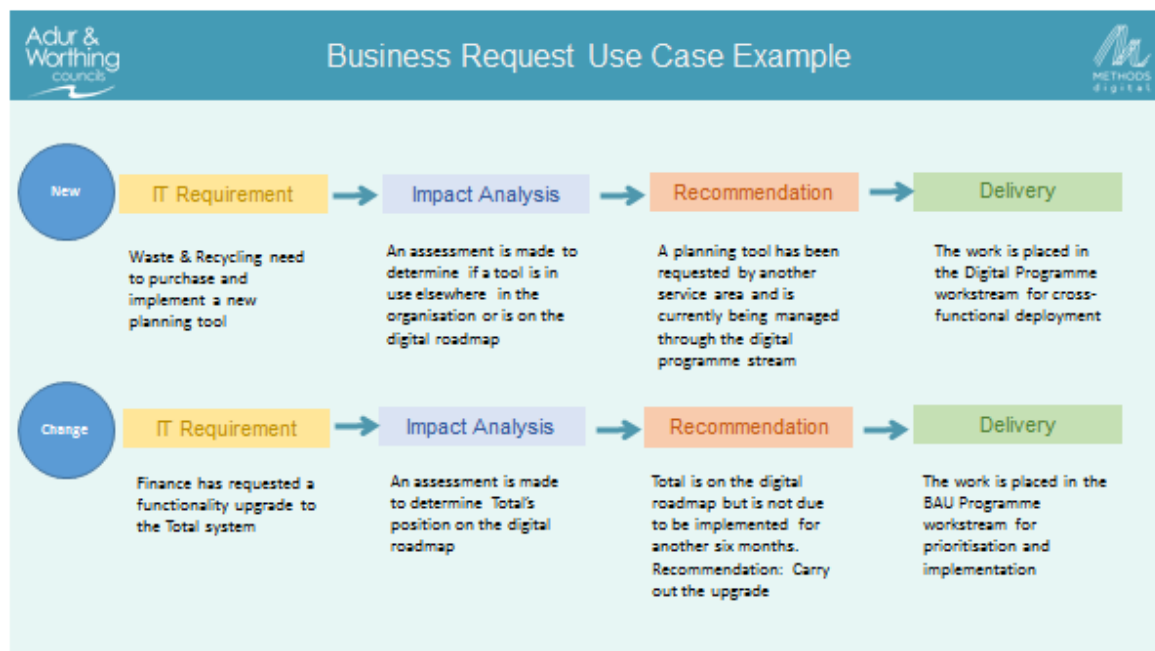 Adur &
Worthing
councils
Business Request Use Case Example
METHODS
digital
New
IT Requirement
Impact Analysis
Recommendation
Delivery
Waste & Recycling need
to purchase and
implement a new
planning tool
An assessment is made to
determine if a tool is in
use elsewhere in the
organisation or is on the
digital roadmap
A planning tool has been
requested by another
service area and is
currently being managed
through the digital
programme stream
The work is placed in
the Digital Programme
workstream for cross-
functional deployment
Change
IT Requirement
Impact Analysis
Recommendation
Delivery
Finance has requested a
functionality upgrade to
the Total system
An assessment is made
to determine Total's
position on the digital
roadmap
Total is on the digital
roadmap but is not due
to be implemented for
another six months.
Recommendation: Carry
out the upgrade
The work is placed in the
BAU Programme
workstream for
prioritisation and
implementation